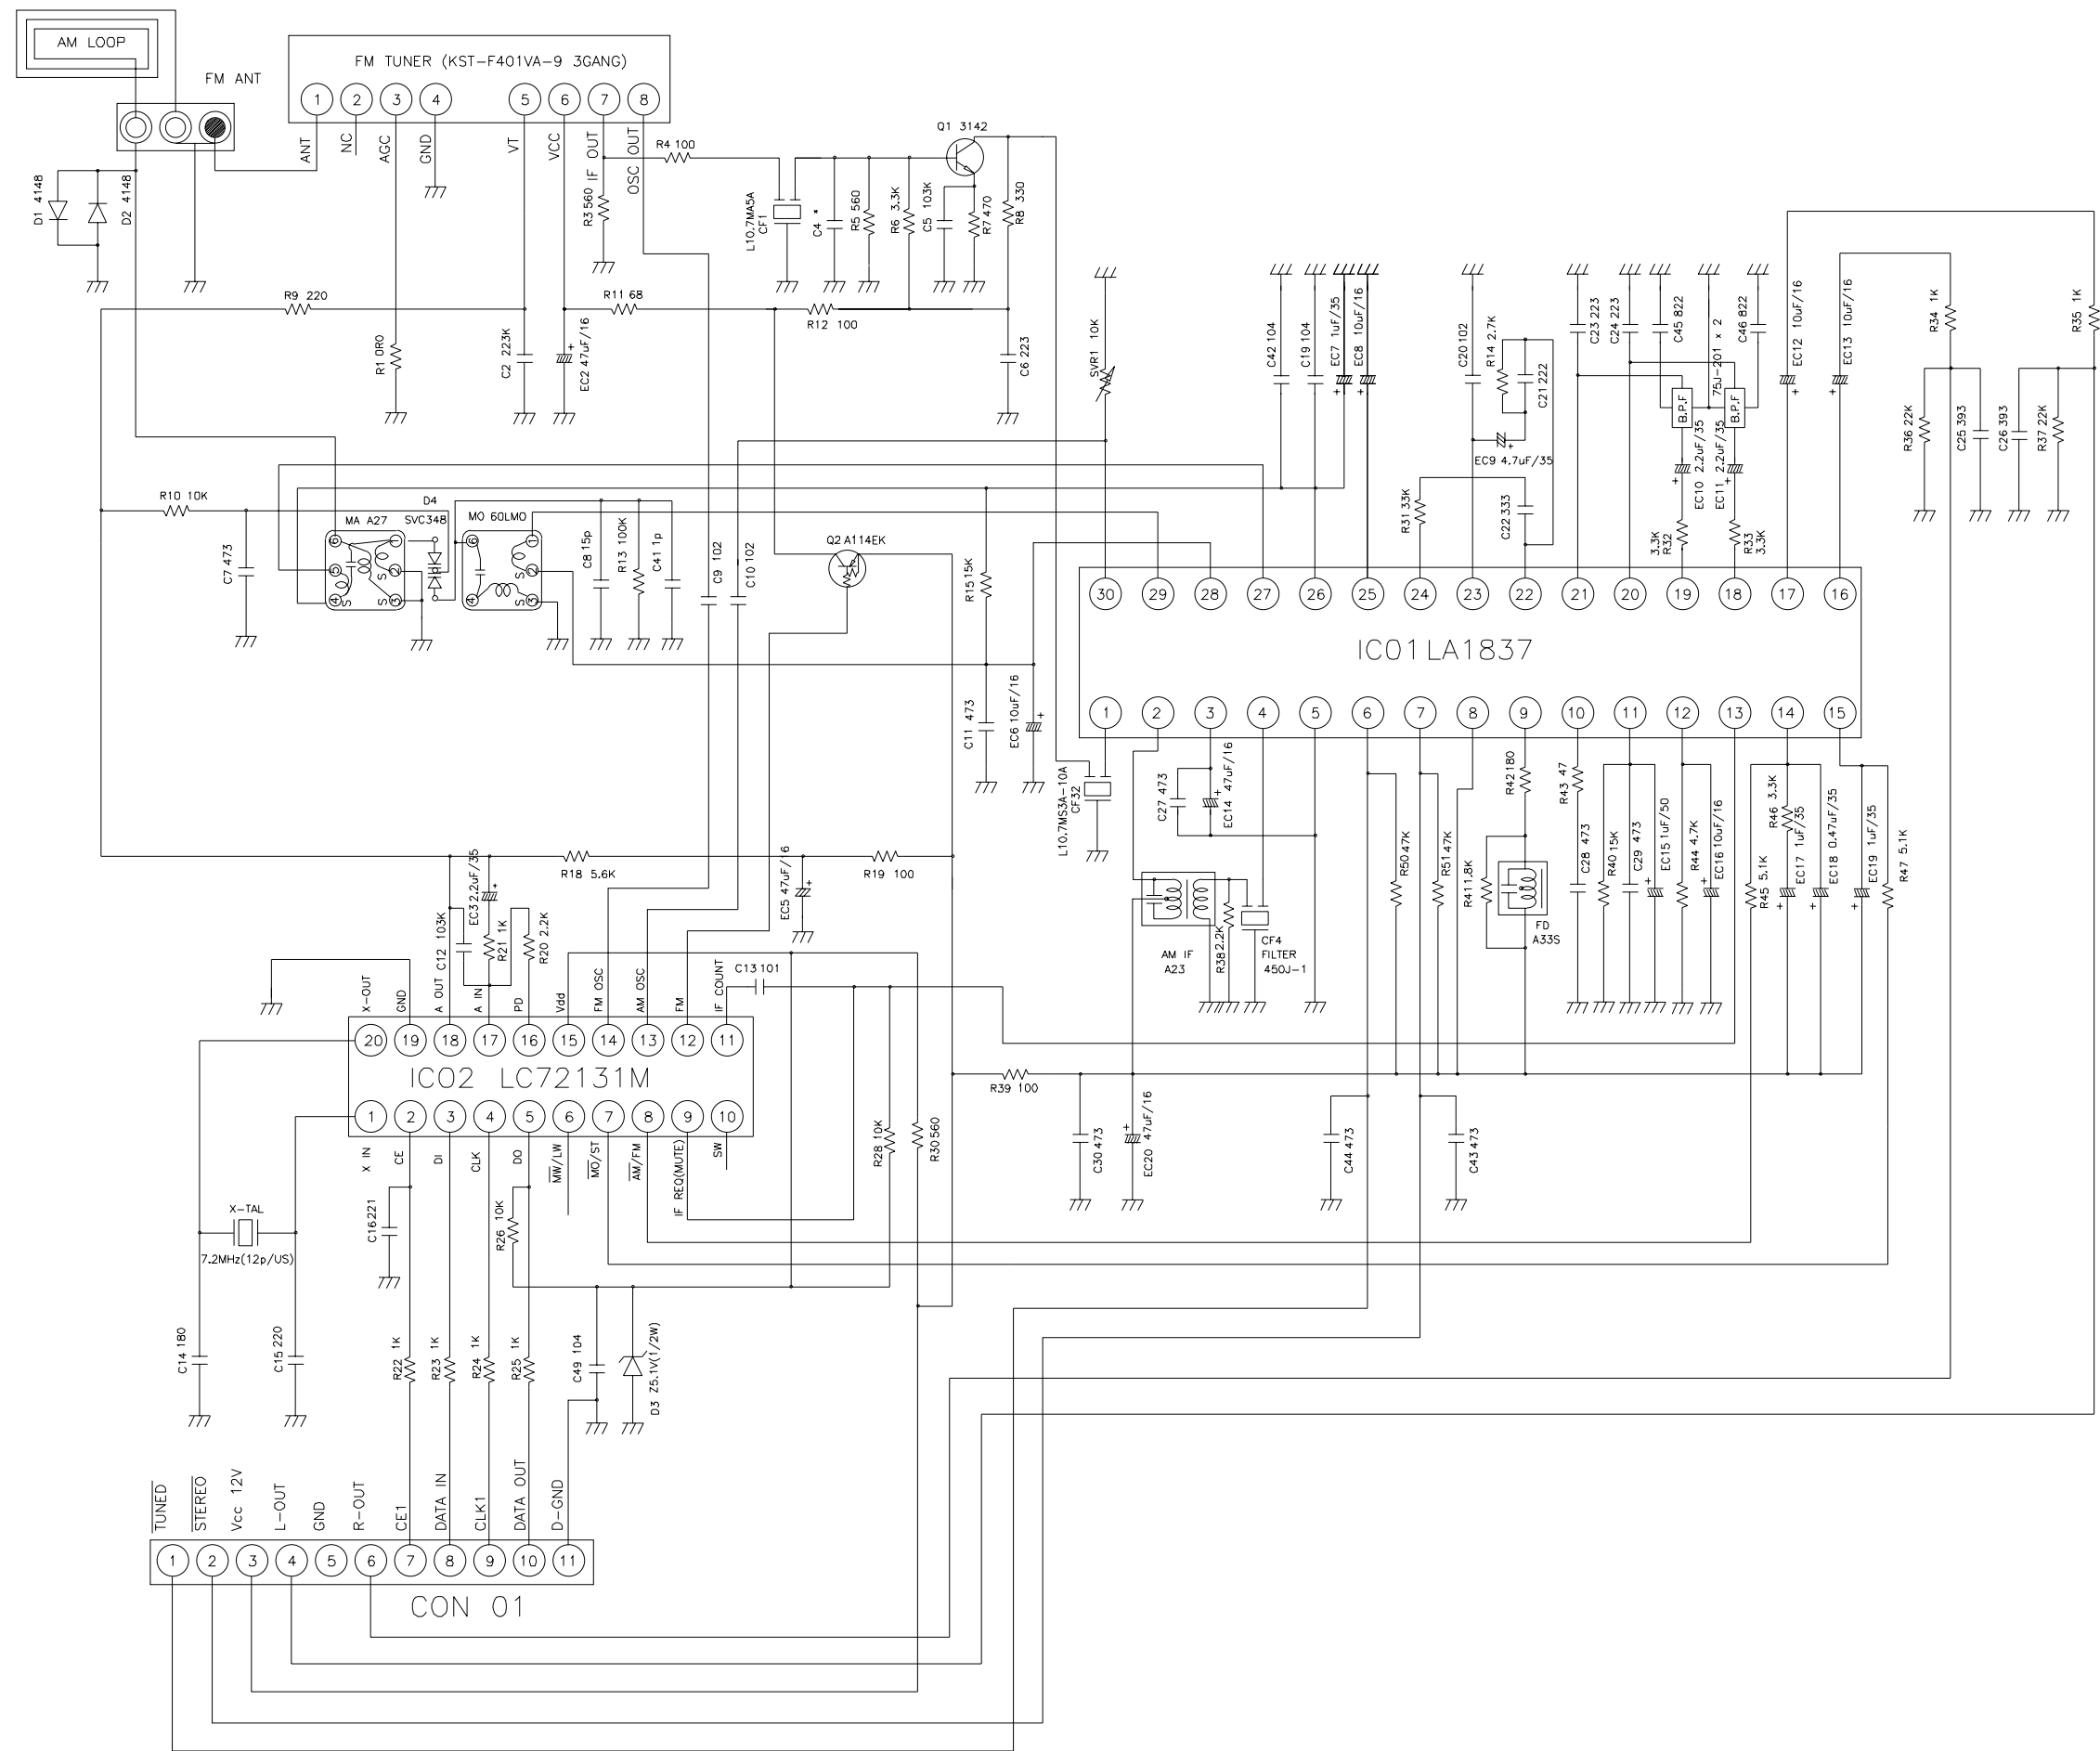 AM LOOP
FM ANT
FM TUNER (KST-F401VA-9 3GANG)
1 2 3 4 5 6 7 8
ANT
NC
AGC
GND
VT
VCC
IF OUT
OSC OUT
D1 4148
D2 4148
R3 560
R4 100
L10.7MA5A
CF1
C4 *
R5 560
R6 3.3K
C5 103K
Q1 3142
R7 470
R8 330
R9 220
R1 0R0
C2 223K
EC2 47uF/16
R11 68
R12 100
C6 223
SVR1 10K
C42 104
C19 104
EC7 1uF/35
EC8 10uF/16
C20 102
R14 2.7K
C21 222
EC9 4.7uF/35
C23 223
C24 223
C45 822
75J-201 x 2
C46 822
B.P.F
B.P.F
EC12 10uF/16
EC13 10uF/16
R34 1K
R35 1K
R36 22K
C25 393
C26 393
R37 22K
EC10 2.2uF/35
EC11 2.2uF/35
R31 33K
C22 333
3.3K
R32
R33
3.3K
R10 10K
C7 473
MA A27
6 1
5 2
4 3
S S S
D4
SVC348
MO 60LMO
6 1
2
4 3
S S
C8 15p
R13 100K
C41 1p
C9 102
C10 102
Q2 A114EK
R15 15K
C11 473
EC6 10uF/16
30 29 28 27 26 25 24 23 22 21 20 19 18 17 16
IC01 LA1837
1 2 3 4 5 6 7 8 9 10 11 12 13 14 15
L10.7MS3A-10A
CF32
C27 473
EC14 47uF/16
AM IF
A23
R38 2.2K
CF4
FILTER
450J-1
R50 47K
R51 47K
R41 1.8K
R42 180
FD
A33S
R43 47
C28 473
R40 15K
C29 473
EC15 1uF/50
R44 4.7K
EC16 10uF/16
R45 5.1K
R46 3.3K
EC17 1uF/35
EC18 0.47uF/35
EC19 1uF/35
R47 5.1K
R18 5.6K
EC5 47uF/16
R19 100
C12 103K
EC3 2.2uF/35
R21 1K
R20 2.2K
C13 101
X-OUT
GND
A OUT
A IN
PD
Vdd
FM OSC
AM OSC
FM
IF COUNT
20 19 18 17 16 15 14 13 12 11
IC02 LC72131M
1 2 3 4 5 6 7 8 9 10
X IN
CE
DI
CLK
DO
MW/LW
MO/ST
AM/FM
IF REQ(MUTE)
SW
R28 10K
R30 560
R39 100
C30 473
EC20 47uF/16
C44 473
C43 473
X-TAL
7.2MHz(12p/US)
C16 221
R26 10K
C14 180
C15 220
R22 1K
R23 1K
R24 1K
R25 1K
C49 104
D3 Z5.1V(1/2W)
TUNED
STEREO
Vcc 12V
L-OUT
GND
R-OUT
CE1
DATA IN
CLK1
DATA OUT
D-GND
1 2 3 4 5 6 7 8 9 10 11
CON 01